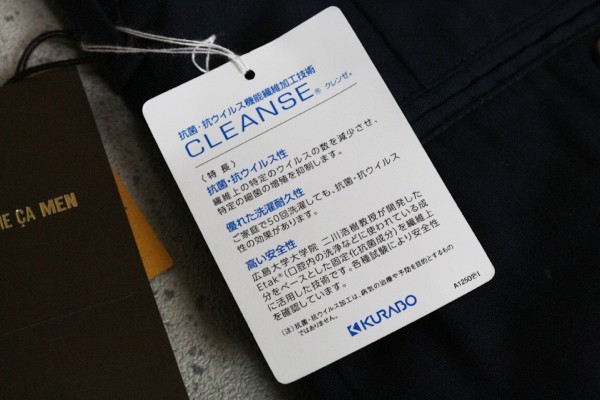 抗菌・抗ウイルス機能繊維加工技術
CLEANSE® クレンゼ®
〈特長〉
抗菌・抗ウイルス性
繊維上の特定のウイルスの数を減少させ、
特定の細菌の増殖を抑制します。
優れた洗濯耐久性
ご家庭で50回洗濯しても、抗菌・抗ウイルス
性の効果があります。
高い安全性
広島大学大学院 二川浩樹教授が開発した
Etak®(口腔内の洗浄などに使われている成
分をベースとした固定化抗菌成分)を繊維上
に活用した技術です。各種試験により安全性
を確認しています。
(注)抗菌・抗ウイルス加工は、病気の治療や予防を目的とするもの
ではありません。
A1250P1
KURABO
ÇA MEN